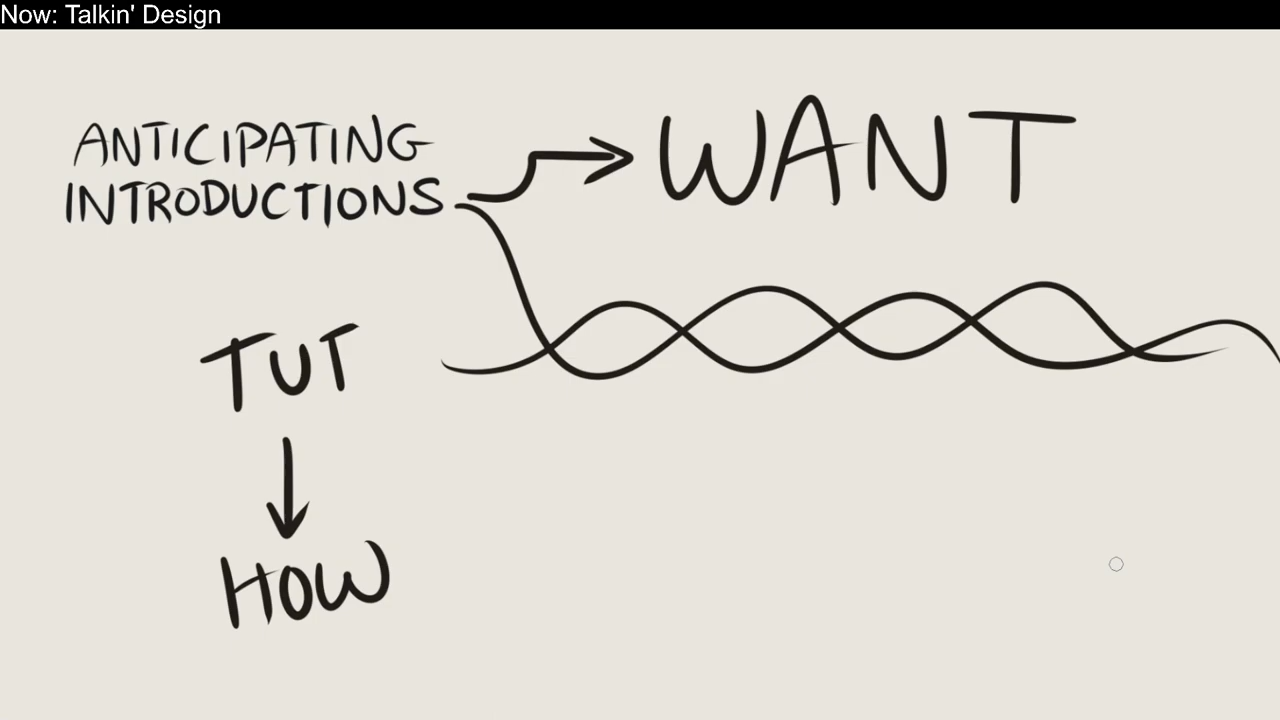 Now: Talkin' Design
ANTICIPATING
INTRODUCTIONS
WANT
TUT
HOW